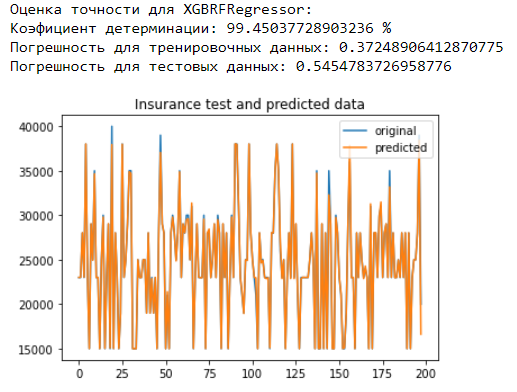 Оценка точности для XGBRFRegressor:
Коэфициент детерминации: 99.45037728903236 %
Погрешность для тренировочных данных: 0.37248906412870775
Погрешность для тестовых данных: 0.5454783726958776
Insurance test and predicted data
original
predicted
40000
35000
30000
25000
20000
15000
0 25 50 75 100 125 150 175 200